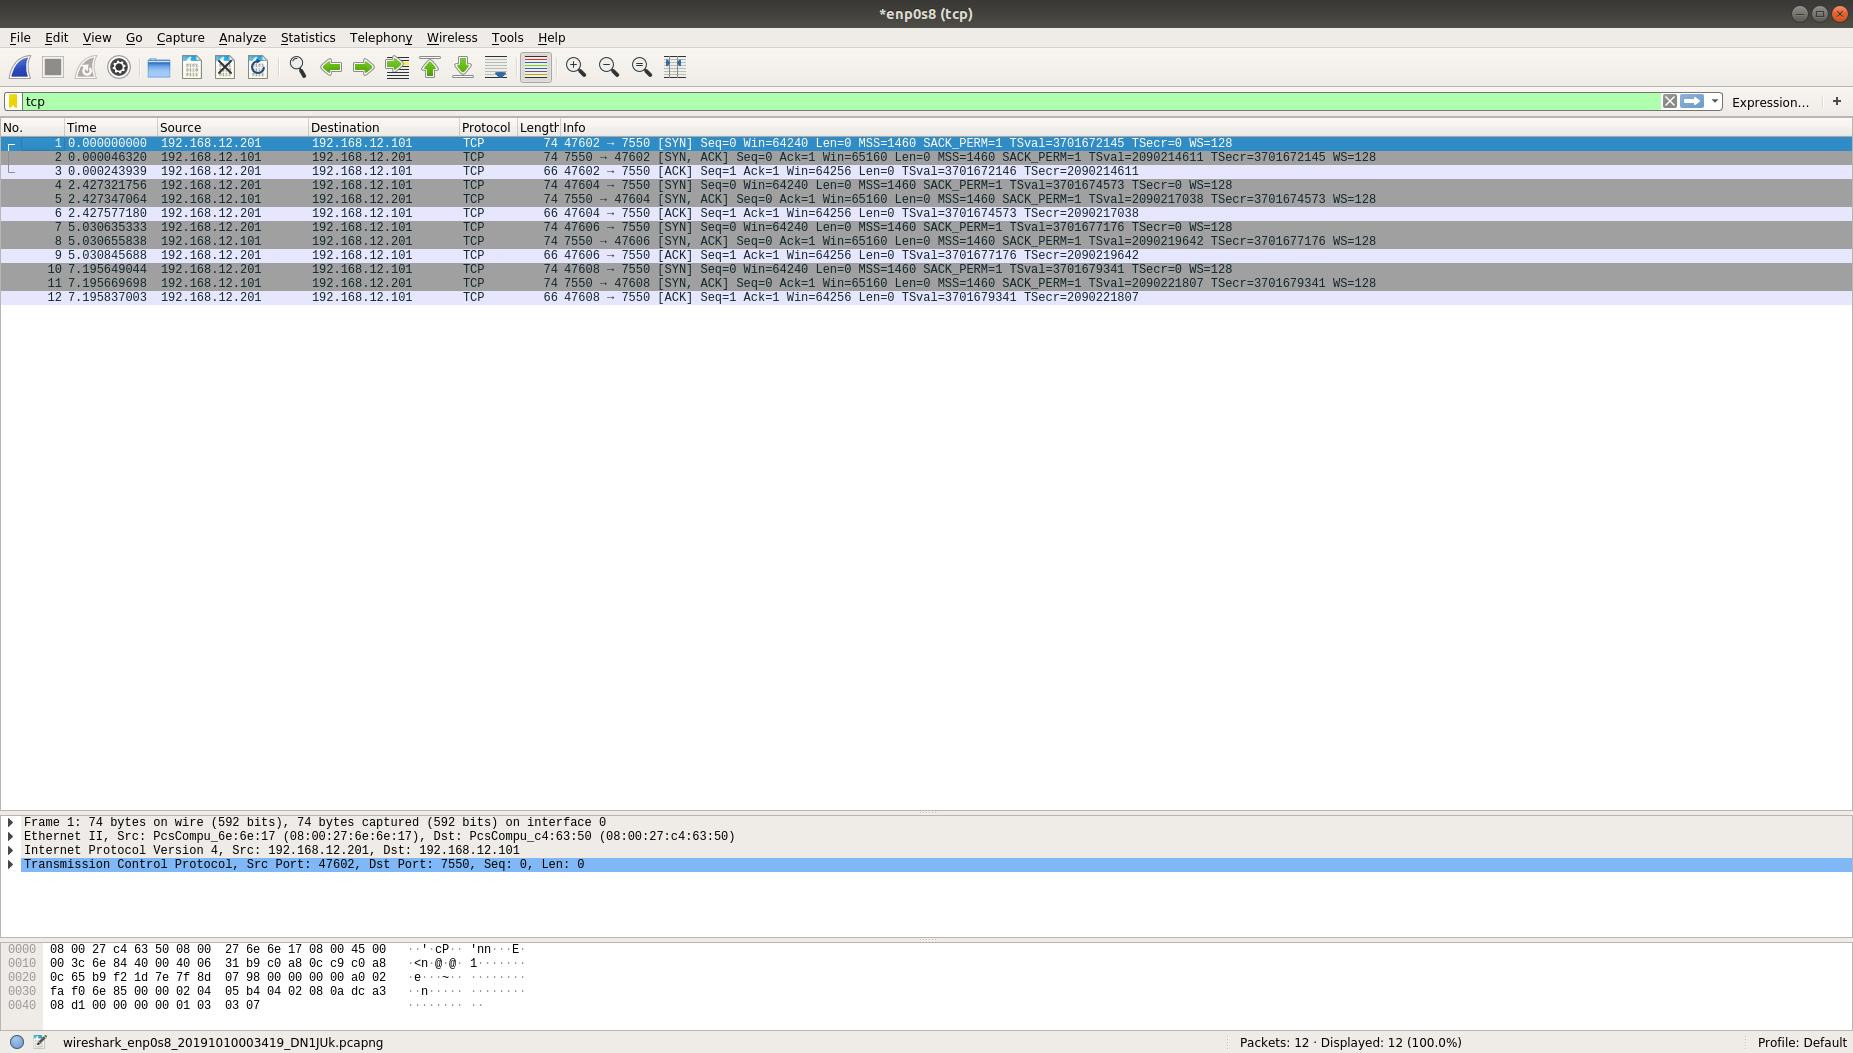 *enp0s8 (tcp)
File Edit View Go Capture Analyze Statistics Telephony Wireless Tools Help
tcp Expression… +
No. Time Source Destination Protocol Length Info
1 0.000000000 192.168.12.201 192.168.12.101 TCP 74 47602 → 7550 [SYN] Seq=0 Win=64240 Len=0 MSS=1460 SACK_PERM=1 TSval=3701672145 TSecr=0 WS=128
2 0.000046320 192.168.12.101 192.168.12.201 TCP 74 7550 → 47602 [SYN, ACK] Seq=0 Ack=1 Win=65160 Len=0 MSS=1460 SACK_PERM=1 TSval=2090214611 TSecr=3701672145 WS=128
3 0.000243939 192.168.12.201 192.168.12.101 TCP 66 47602 → 7550 [ACK] Seq=1 Ack=1 Win=64256 Len=0 TSval=3701672146 TSecr=2090214611
4 2.427321756 192.168.12.201 192.168.12.101 TCP 74 47604 → 7550 [SYN] Seq=0 Win=64240 Len=0 MSS=1460 SACK_PERM=1 TSval=3701674573 TSecr=0 WS=128
5 2.427347064 192.168.12.101 192.168.12.201 TCP 74 7550 → 47604 [SYN, ACK] Seq=0 Ack=1 Win=65160 Len=0 MSS=1460 SACK_PERM=1 TSval=2090217038 TSecr=3701674573 WS=128
6 2.427577180 192.168.12.201 192.168.12.101 TCP 66 47604 → 7550 [ACK] Seq=1 Ack=1 Win=64256 Len=0 TSval=3701674573 TSecr=2090217038
7 5.030635333 192.168.12.201 192.168.12.101 TCP 74 47606 → 7550 [SYN] Seq=0 Win=64240 Len=0 MSS=1460 SACK_PERM=1 TSval=3701677176 TSecr=0 WS=128
8 5.030655838 192.168.12.101 192.168.12.201 TCP 74 7550 → 47606 [SYN, ACK] Seq=0 Ack=1 Win=65160 Len=0 MSS=1460 SACK_PERM=1 TSval=2090219642 TSecr=3701677176 WS=128
9 5.030845688 192.168.12.201 192.168.12.101 TCP 66 47606 → 7550 [ACK] Seq=1 Ack=1 Win=64256 Len=0 TSval=3701677176 TSecr=2090219642
10 7.195649044 192.168.12.201 192.168.12.101 TCP 74 47608 → 7550 [SYN] Seq=0 Win=64240 Len=0 MSS=1460 SACK_PERM=1 TSval=3701679341 TSecr=0 WS=128
11 7.195669698 192.168.12.101 192.168.12.201 TCP 74 7550 → 47608 [SYN, ACK] Seq=0 Ack=1 Win=65160 Len=0 MSS=1460 SACK_PERM=1 TSval=2090221807 TSecr=3701679341 WS=128
12 7.195837003 192.168.12.201 192.168.12.101 TCP 66 47608 → 7550 [ACK] Seq=1 Ack=1 Win=64256 Len=0 TSval=3701679341 TSecr=2090221807
Frame 1: 74 bytes on wire (592 bits), 74 bytes captured (592 bits) on interface 0
Ethernet II, Src: PcsCompu_6e:6e:17 (08:00:27:6e:6e:17), Dst: PcsCompu_c4:63:50 (08:00:27:c4:63:50)
Internet Protocol Version 4, Src: 192.168.12.201, Dst: 192.168.12.101
Transmission Control Protocol, Src Port: 47602, Dst Port: 7550, Seq: 0, Len: 0
0000 08 00 27 c4 63 50 08 00 27 6e 6e 17 08 00 45 00 ··'·cP·· 'nn···E·
0010 00 3c 6e 84 40 00 40 06 31 b9 c0 a8 0c c9 c0 a8 ·<n·@·@· 1·······
0020 0c 65 b9 f2 1d 7e 7f 8d 07 98 00 00 00 00 a0 02 ·e···~·· ········
0030 fa f0 6e 85 00 00 02 04 05 b4 04 02 08 0a dc a3 ··n····· ········
0040 08 d1 00 00 00 00 01 03 03 07 ········ ··
wireshark_enp0s8_20191010003419_DN1JUk.pcapng Packets: 12 · Displayed: 12 (100.0%) Profile: Default